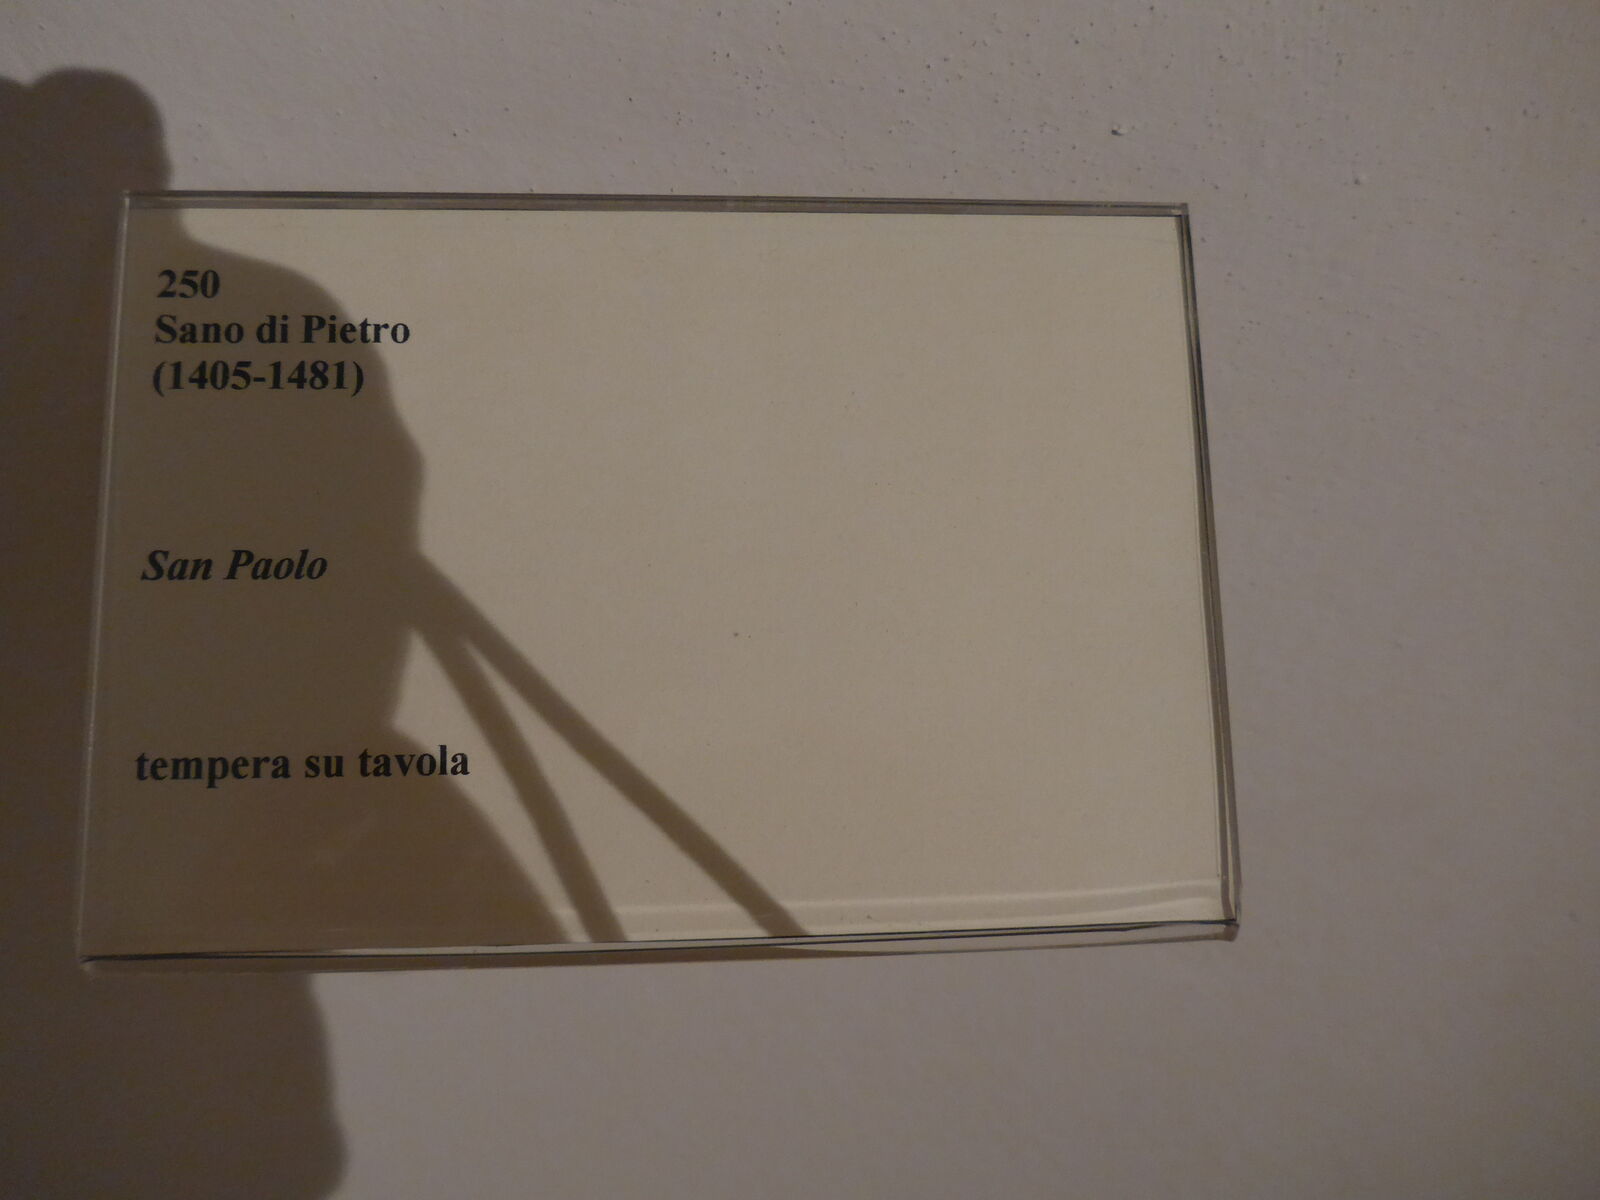 250
Sano di Pietro
(1405-1481)
San Paolo
tempera su tavola